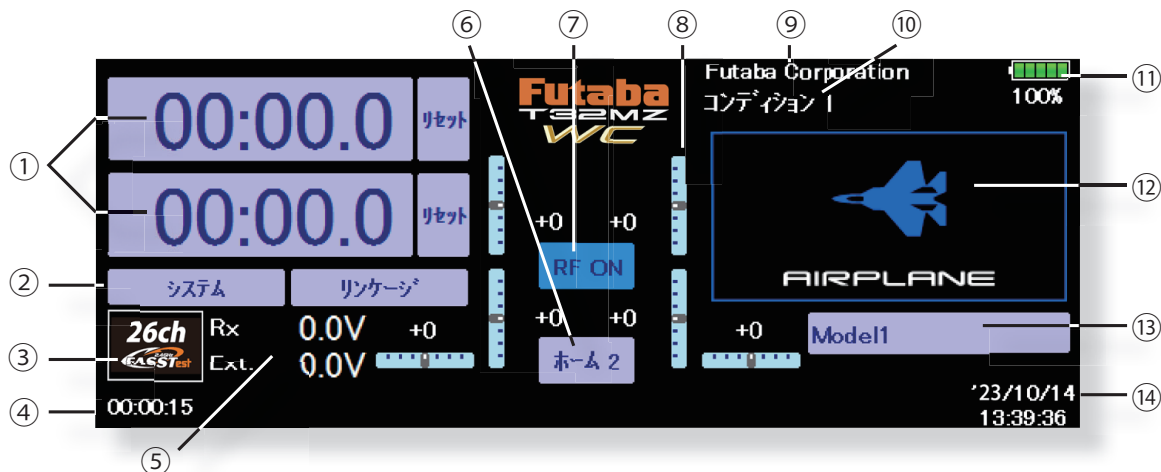 ⑥ ⑦ ⑧ ⑨ ⑩
00:00.0 リセット
Futaba
T32MZ
WC
Futaba Corporation
コンディション 1
100%
⑪
①
00:00.0 リセット
+0 +0
⑫
RF ON
AIRPLANE
② システム リンケージ
③ 26ch
2.4GHz
FASSTest
Rx 0.0V +0
Ext. 0.0V
+0 +0
ホーム 2
+0
Model1 ⑬
④ 00:00:15
'23/10/14 ⑭
13:39:36
⑤